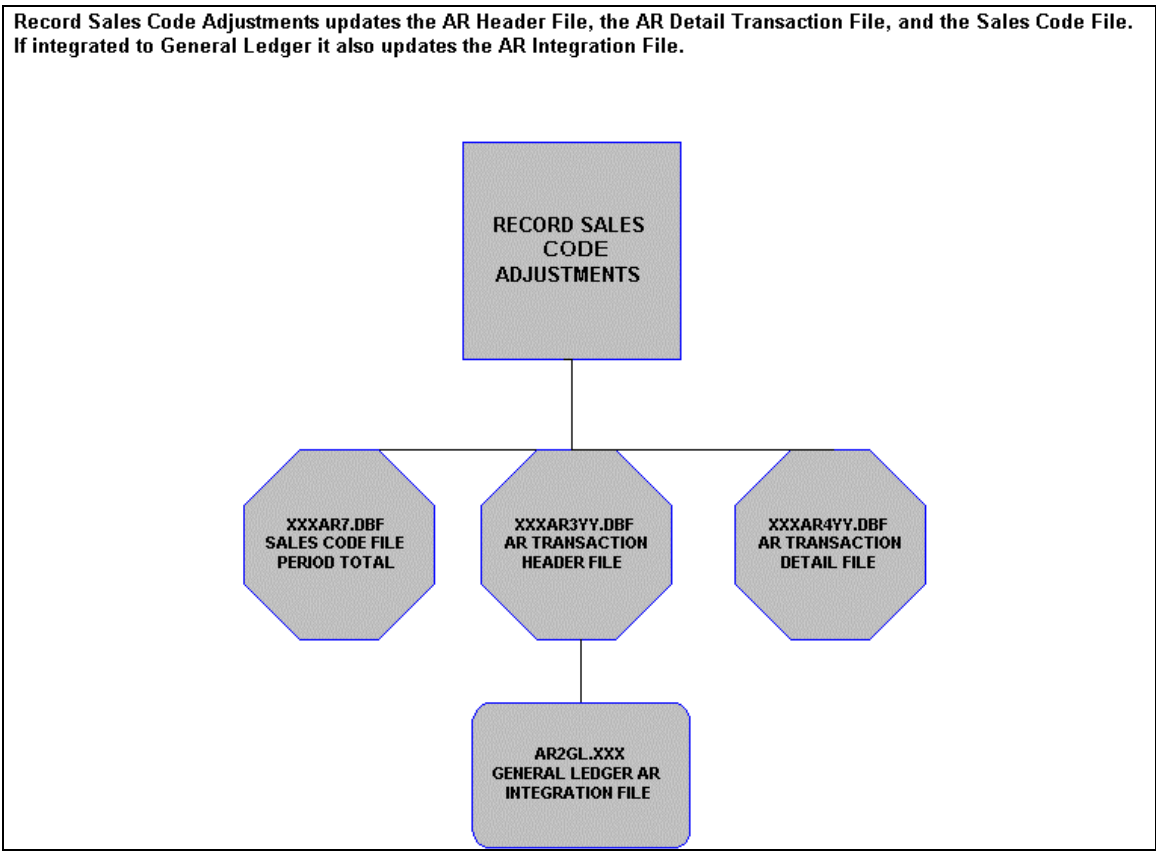 Record Sales Code Adjustments updates the AR Header File, the AR Detail Transaction File, and the Sales Code File.
If integrated to General Ledger it also updates the AR Integration File.
RECORD SALES
CODE
ADJUSTMENTS
XXXAR7.DBF
SALES CODE FILE
PERIOD TOTAL
XXXAR3YY.DBF
AR TRANSACTION
HEADER FILE
XXXAR4YY.DBF
AR TRANSACTION
DETAIL FILE
AR2GL.XXX
GENERAL LEDGER AR
INTEGRATION FILE